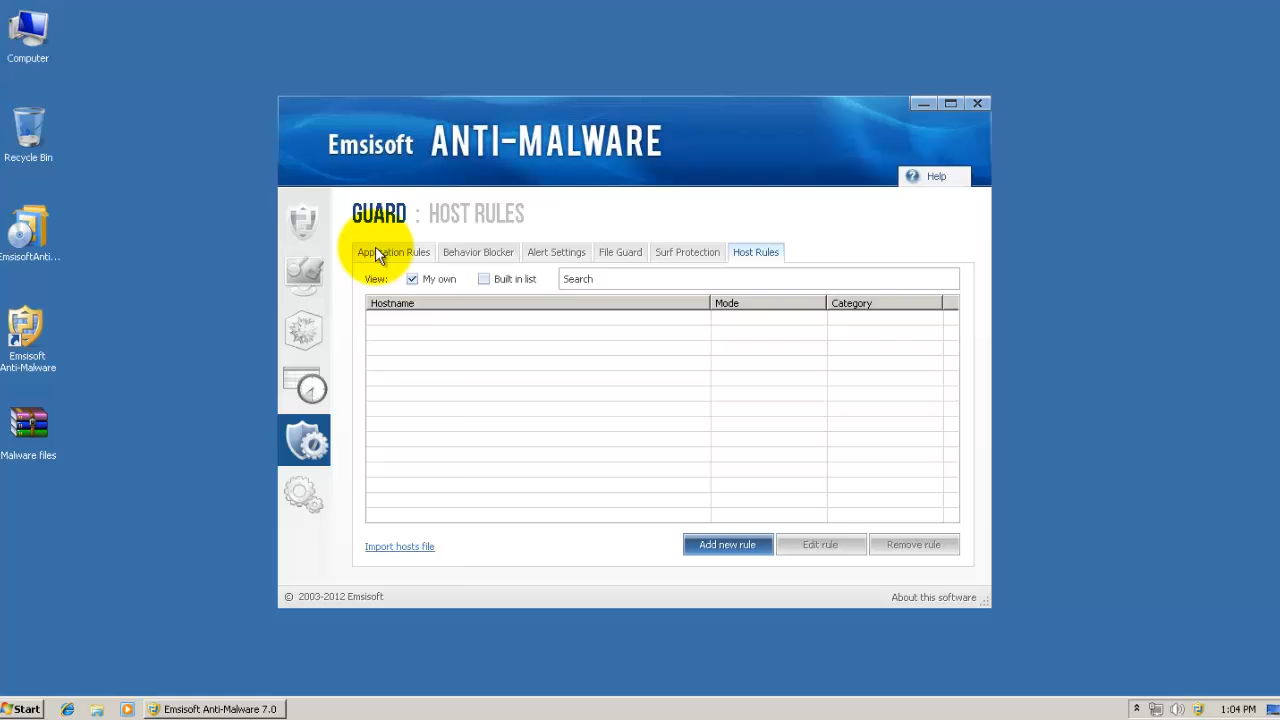 Computer
Recycle Bin
EmsisoftAnti...
Emsisoft
Anti-Malware
Malware files
Emsisoft ANTI-MALWARE
Help
GUARD : HOST RULES
Application Rules Behavior Blocker Alert Settings File Guard Surf Protection Host Rules
View: My own Built in list Search
Hostname Mode Category
Import hosts file Add new rule Edit rule Remove rule
© 2003-2012 Emsisoft About this software
Start Emsisoft Anti-Malware 7.0 1:04 PM